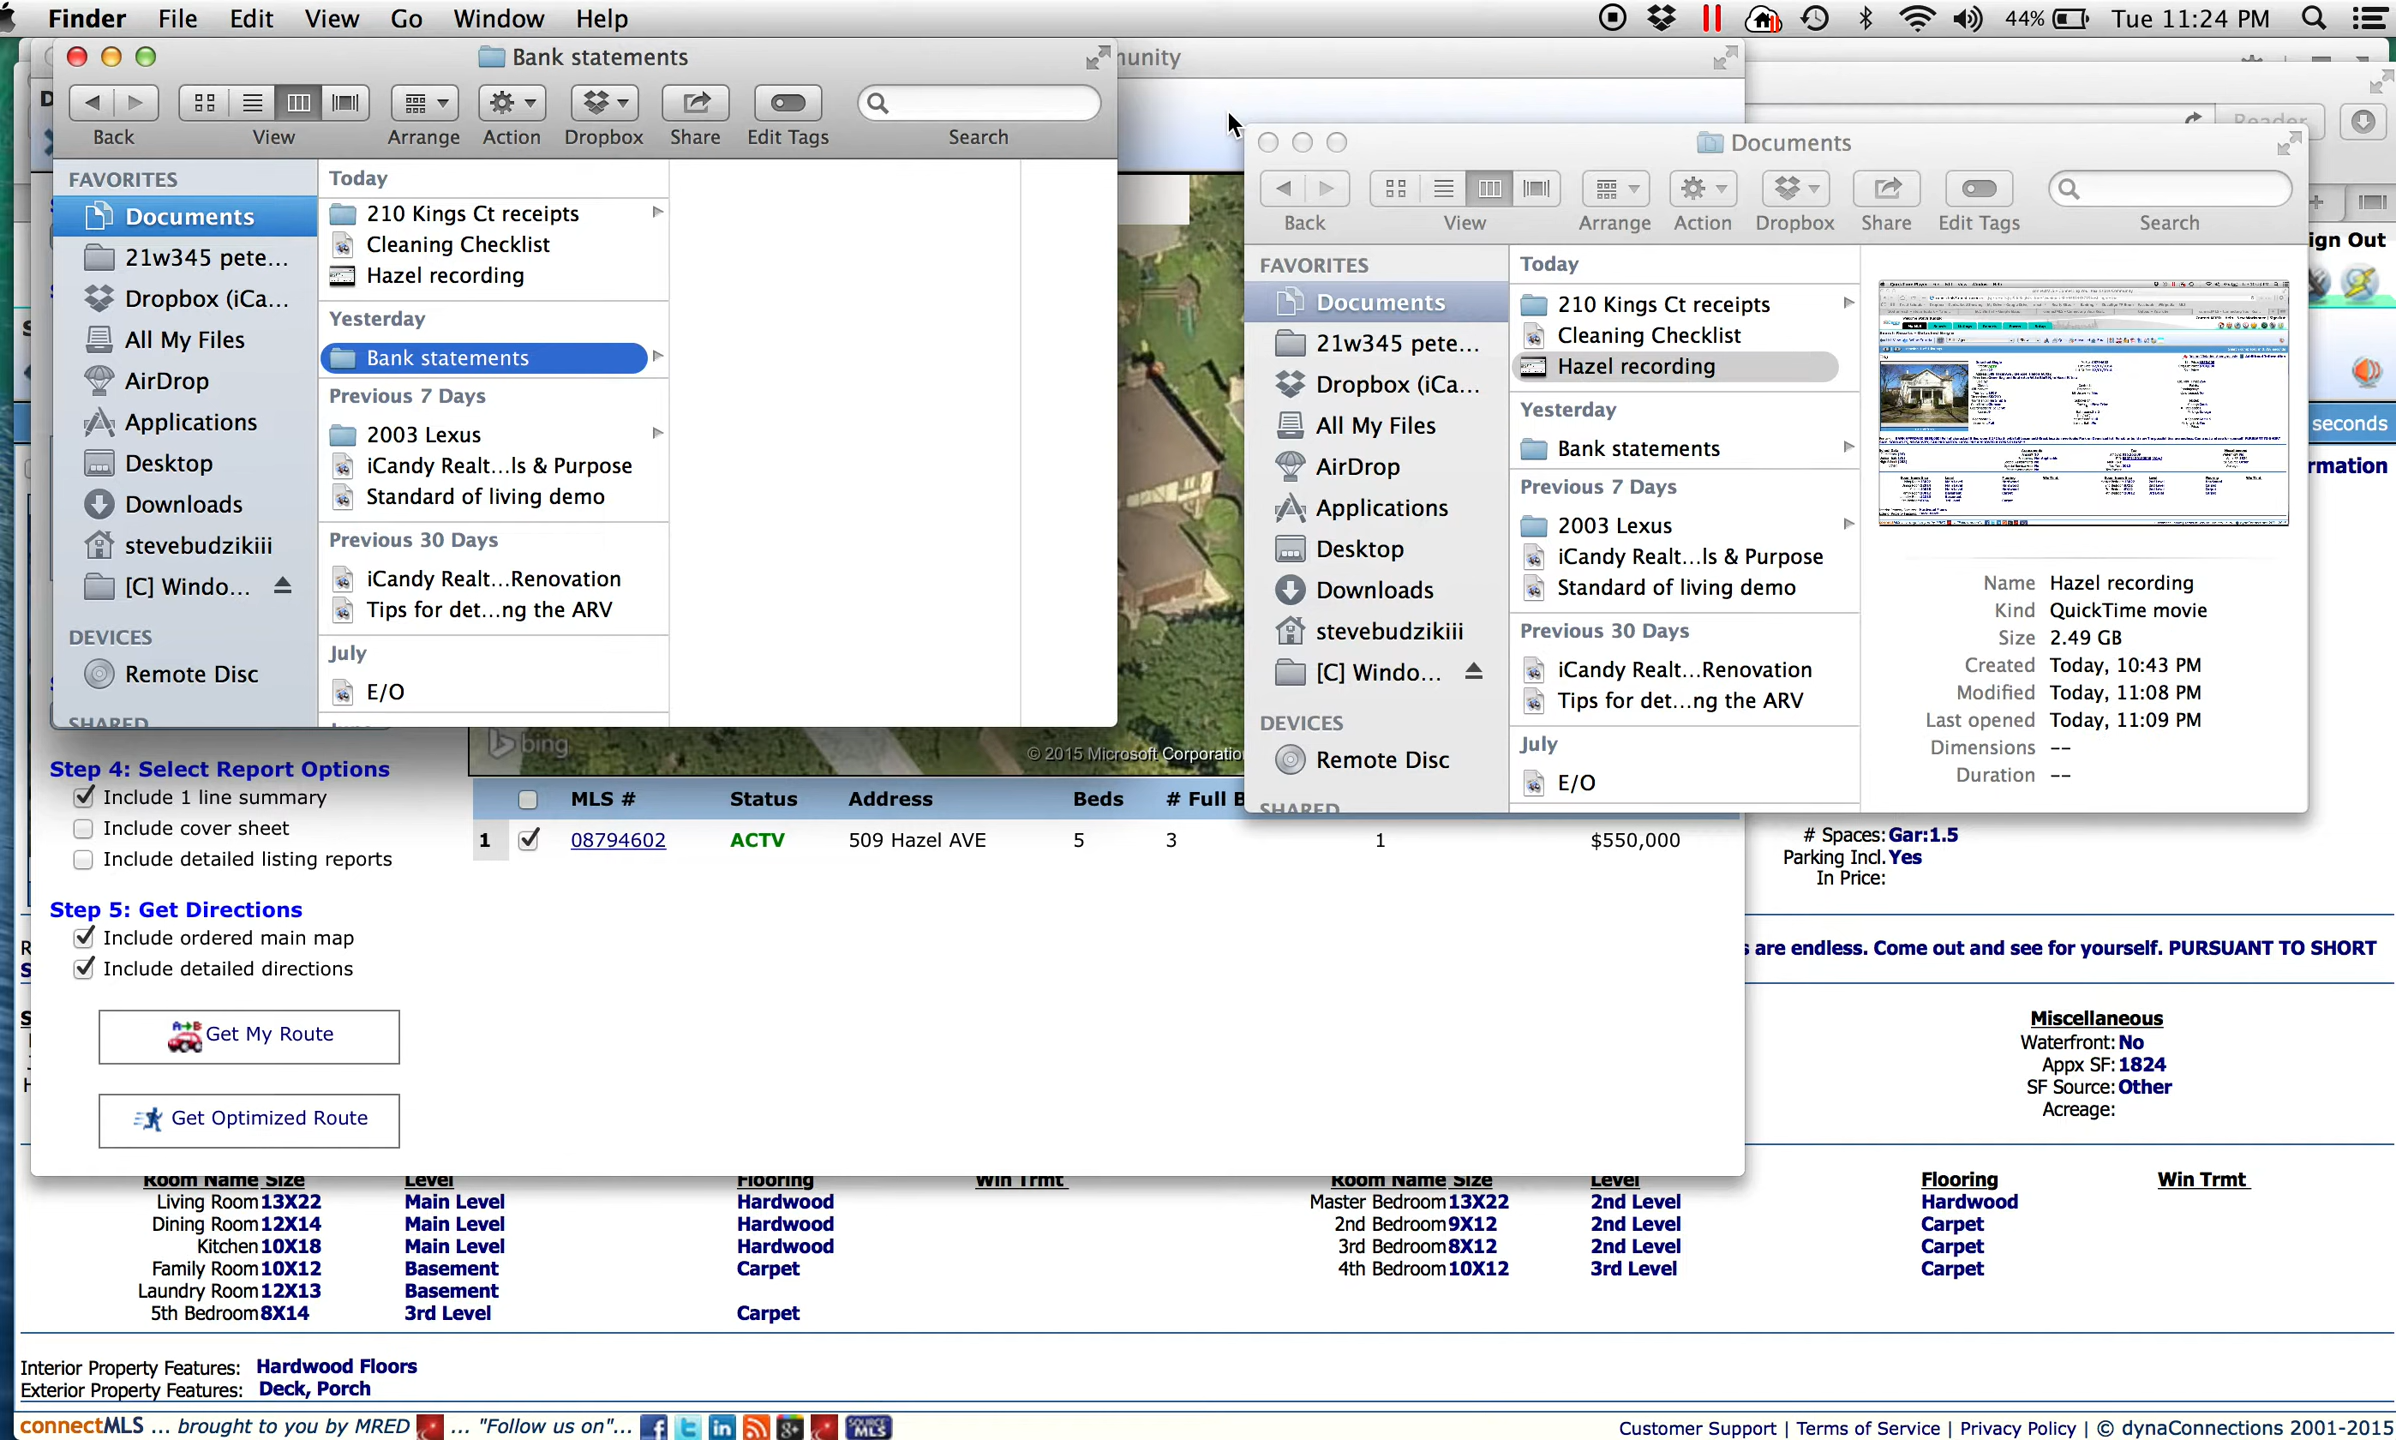 Finder File Edit View Go Window Help 44% Tue 11:24 PM
Bank statements
unity
Back View Arrange Action Dropbox Share Edit Tags Search
FAVORITES
Documents
21w345 pete...
Dropbox (iCa...
All My Files
AirDrop
Applications
Desktop
Downloads
stevebudzikiii
[C] Windo...
DEVICES
Remote Disc
SHARED
Today
210 Kings Ct receipts
Cleaning Checklist
Hazel recording
Yesterday
Bank statements
Previous 7 Days
2003 Lexus
iCandy Realt...ls & Purpose
Standard of living demo
Previous 30 Days
iCandy Realt...Renovation
Tips for det...ng the ARV
July
E/O
Reader
Documents
Back View Arrange Action Dropbox Share Edit Tags Search
FAVORITES
Documents
21w345 pete...
Dropbox (iCa...
All My Files
AirDrop
Applications
Desktop
Downloads
stevebudzikiii
[C] Windo...
DEVICES
Remote Disc
SHARED
Today
210 Kings Ct receipts
Cleaning Checklist
Hazel recording
Yesterday
Bank statements
Previous 7 Days
2003 Lexus
iCandy Realt...ls & Purpose
Standard of living demo
Previous 30 Days
iCandy Realt...Renovation
Tips for det...ng the ARV
July
E/O
Name Hazel recording
Kind QuickTime movie
Size 2.49 GB
Created Today, 10:43 PM
Modified Today, 11:08 PM
Last opened Today, 11:09 PM
Dimensions --
Duration --
ign Out
seconds
rmation
bing
© 2015 Microsoft Corporatio
Step 4: Select Report Options
Include 1 line summary
Include cover sheet
Include detailed listing reports
Step 5: Get Directions
Include ordered main map
Include detailed directions
A→B Get My Route
Get Optimized Route
MLS # Status Address Beds # Full B
1 08794602 ACTV 509 Hazel AVE 5 3 1 $550,000
# Spaces: Gar:1.5
Parking Incl. Yes
In Price:
s are endless. Come out and see for yourself. PURSUANT TO SHORT
Miscellaneous
Waterfront: No
Appx SF: 1824
SF Source: Other
Acreage:
Room Name Size Level Flooring Win Trmt Room Name Size Level Flooring Win Trmt
Living Room 13X22 Main Level Hardwood Master Bedroom 13X22 2nd Level Hardwood
Dining Room 12X14 Main Level Hardwood 2nd Bedroom 9X12 2nd Level Carpet
Kitchen 10X18 Main Level Hardwood 3rd Bedroom 8X12 2nd Level Carpet
Family Room 10X12 Basement Carpet 4th Bedroom 10X12 3rd Level Carpet
Laundry Room 12X13 Basement
5th Bedroom 8X14 3rd Level Carpet
Interior Property Features: Hardwood Floors
Exterior Property Features: Deck, Porch
connectMLS ... brought to you by MRED ... "Follow us on"... SOURCE MLS
Customer Support | Terms of Service | Privacy Policy | © dynaConnections 2001-2015